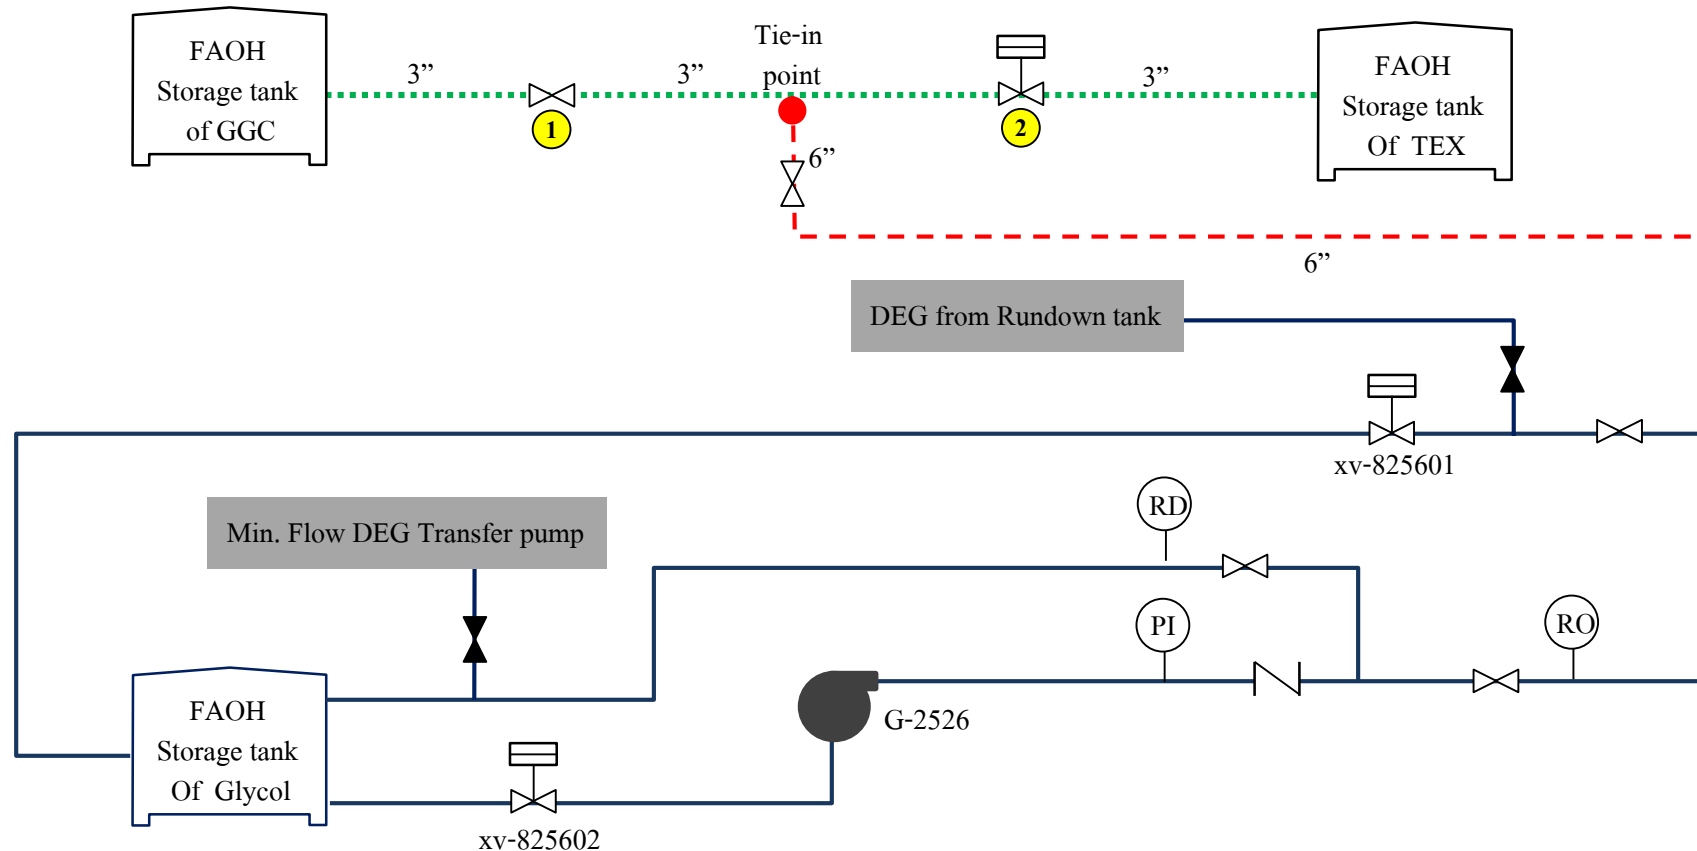 FAOH
Storage tank
of GGC
3”
1
3”
Tie-in
point
2
3”
FAOH
Storage tank
Of TEX
6”
6”
DEG from Rundown tank
xv-825601
RD
Min. Flow DEG Transfer pump
PI
RO
G-2526
FAOH
Storage tank
Of Glycol
xv-825602